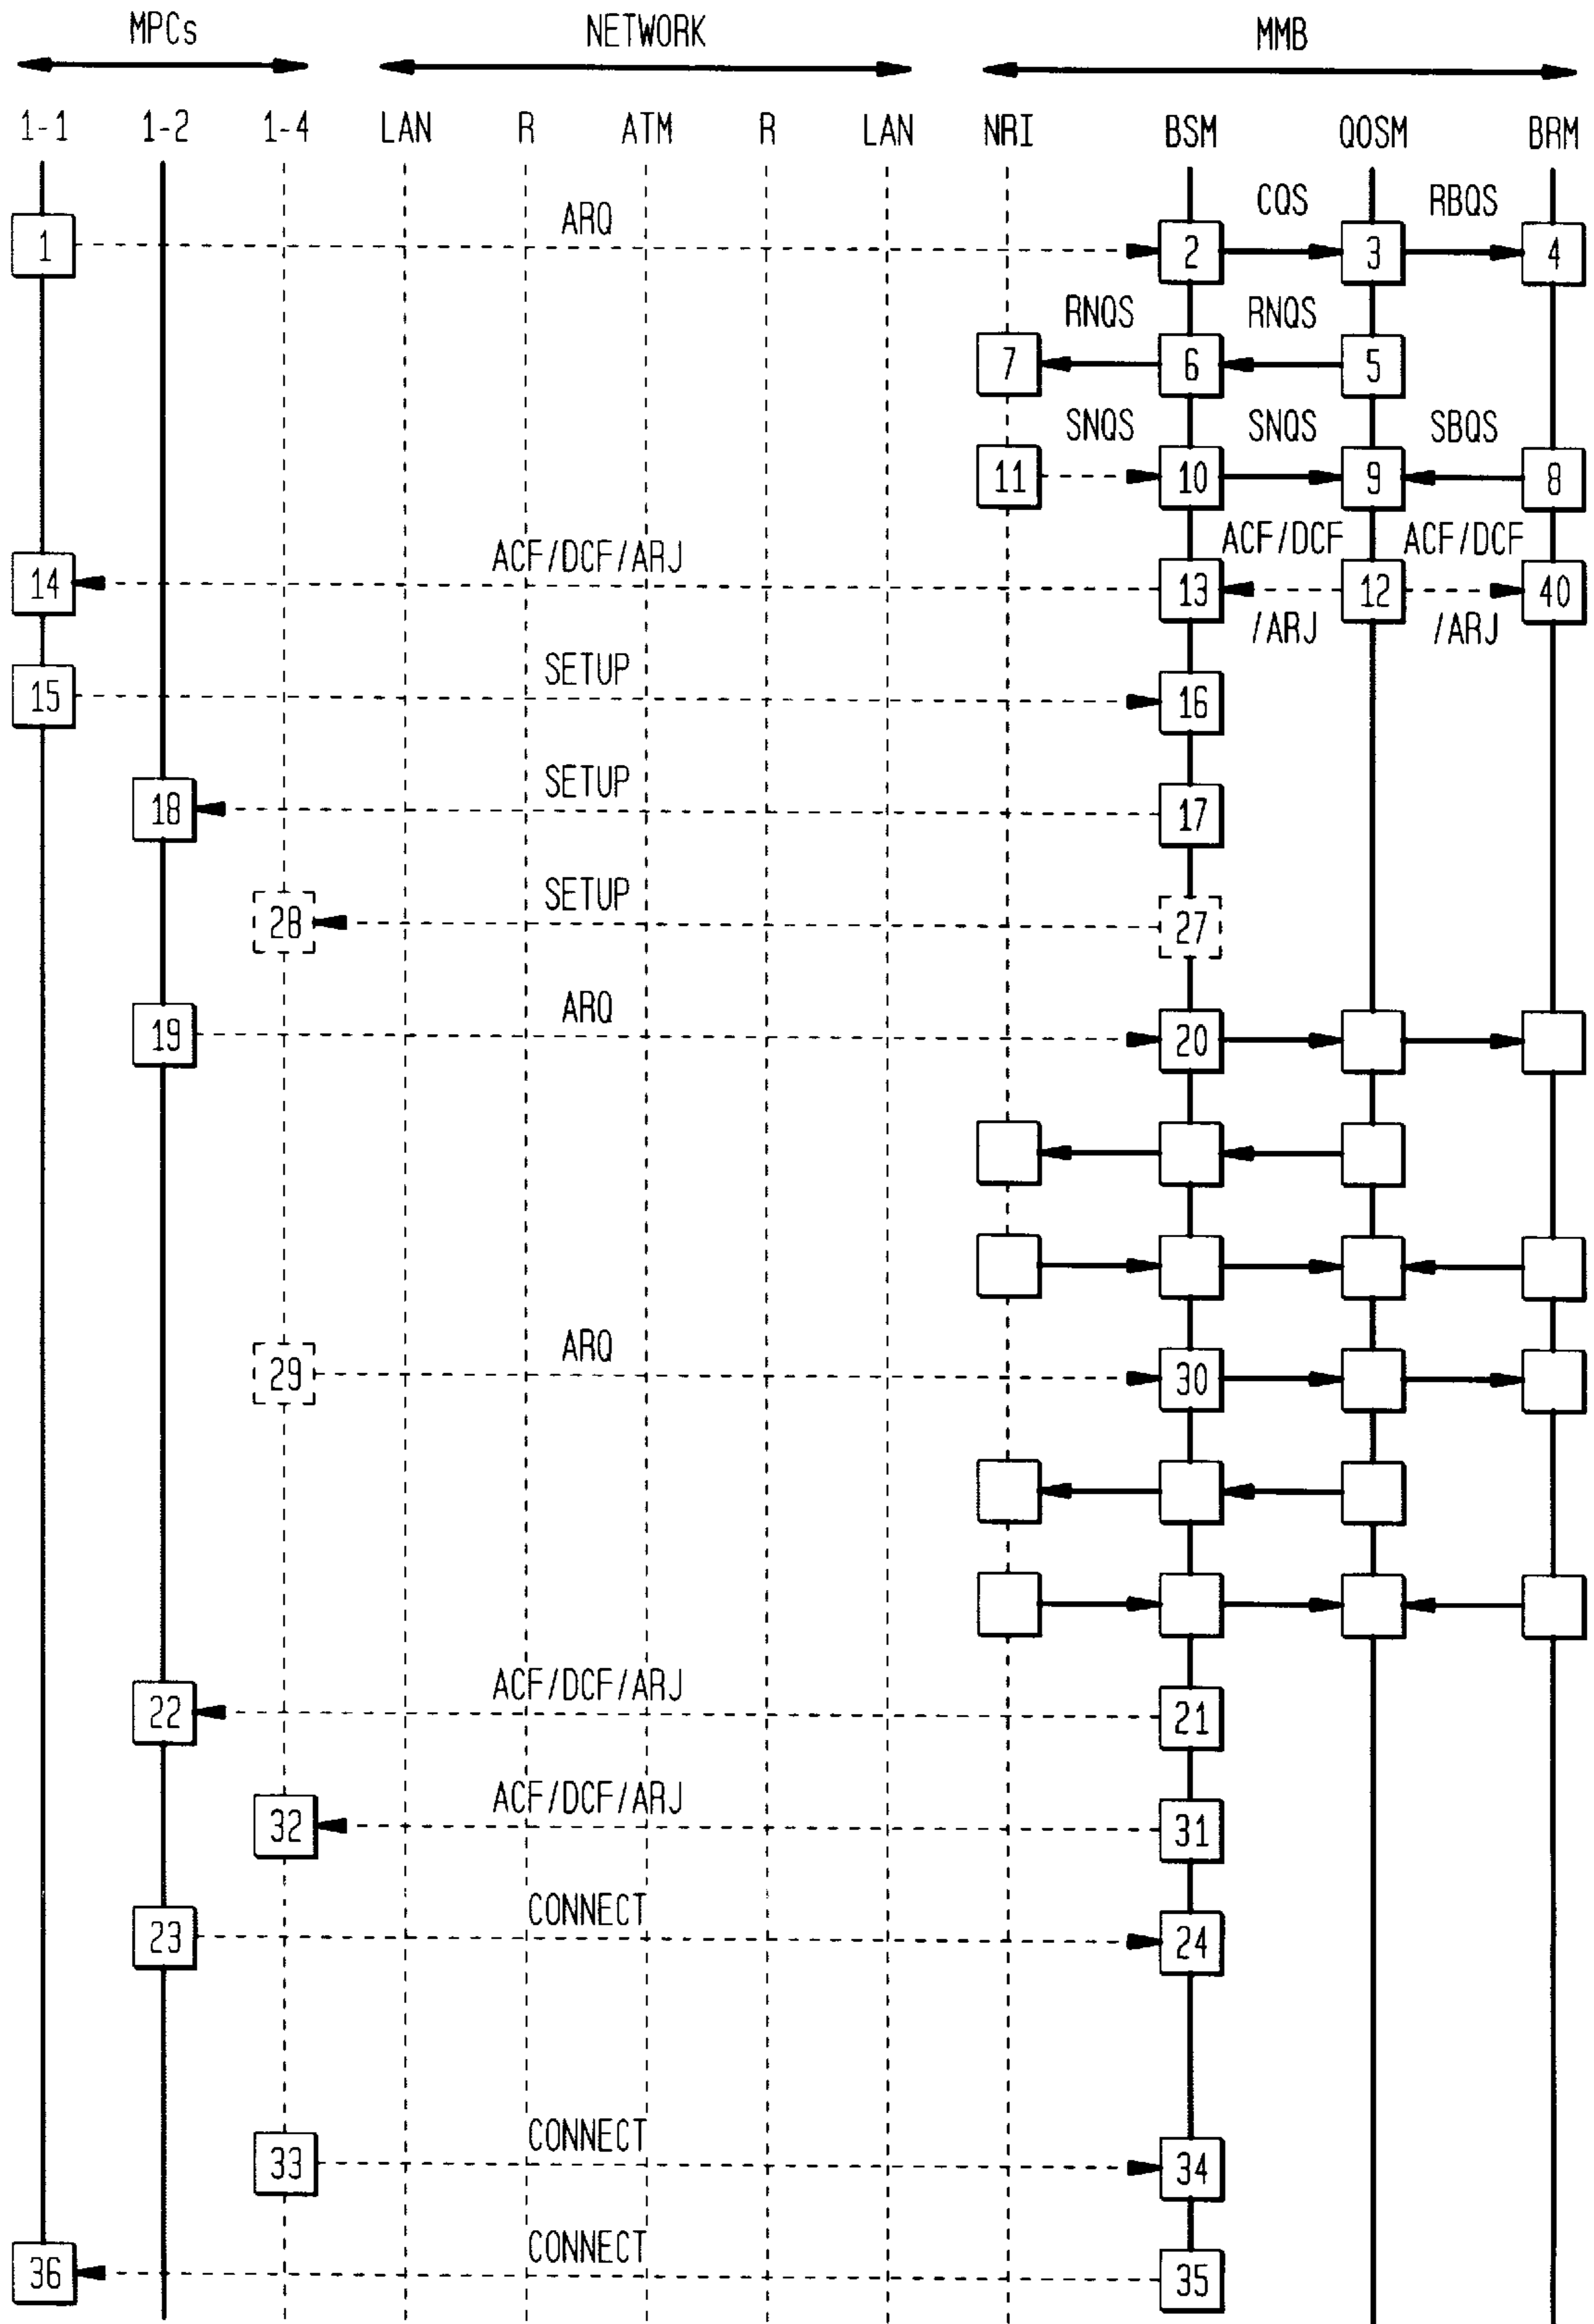 MPCs NETWORK MMB
1-1 1-2 1-4 LAN R ATM R LAN NRI BSM QOSM BRM
ARQ CQS RBQS
1 2 3 4
RNQS RNQS
7 6 5
SNQS SNQS SBQS
11 10 9 8
ACF/DCF/ARJ ACF/DCF ACF/DCF
14 13 12 40
/ARJ /ARJ
SETUP
15 16
SETUP
18 17
SETUP
28 27
ARQ
19 20
ARQ
29 30
ACF/DCF/ARJ
22 21
ACF/DCF/ARJ
32 31
CONNECT
23 24
CONNECT
33 34
CONNECT
36 35